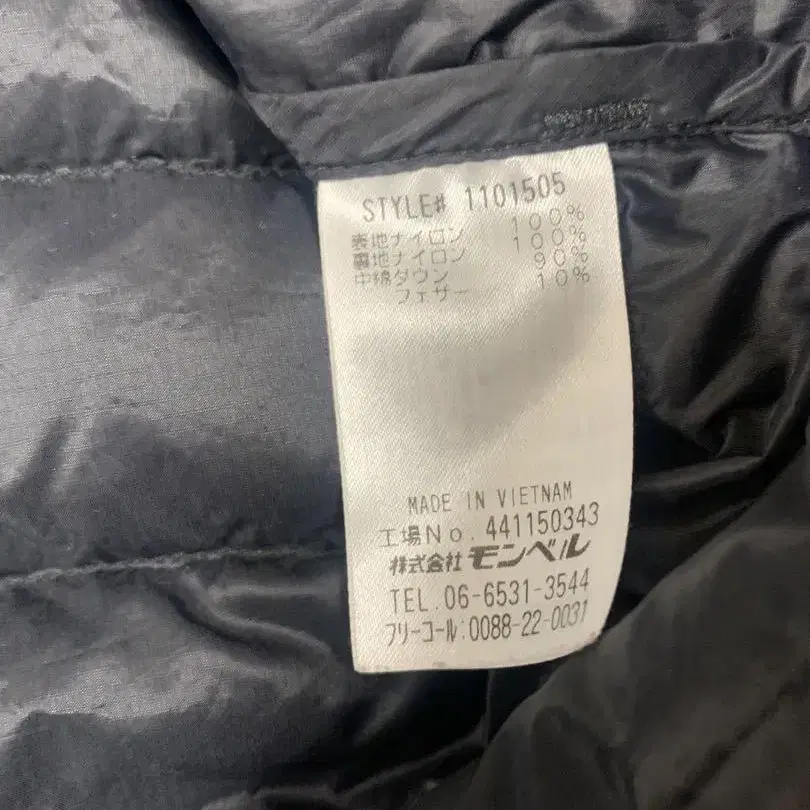 STYLE# 1101505
表地ナイロン 100%
裏地ナイロン 100%
中綿ダウン 90%
フェザー 10%
MADE IN VIETNAM
工場No. 441150343
株式会社 モンベル
TEL. 06-6531-3544
フリーコール:0088-22-0031